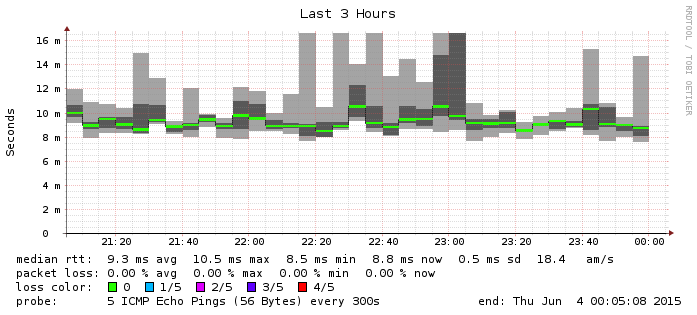 Last 3 Hours
RRDTOOL / TOBI OETIKER
Seconds
16 m
14 m
12 m
10 m
8 m
6 m
4 m
2 m
0
21:20 21:40 22:00 22:20 22:40 23:00 23:20 23:40 00:00
median rtt: 9.3 ms avg 10.5 ms max 8.5 ms min 8.8 ms now 0.5 ms sd 18.4 am/s
packet loss: 0.00 % avg 0.00 % max 0.00 % min 0.00 % now
loss color: 0 1/5 2/5 3/5 4/5
probe: 5 ICMP Echo Pings (56 Bytes) every 300s end: Thu Jun 4 00:05:08 2015